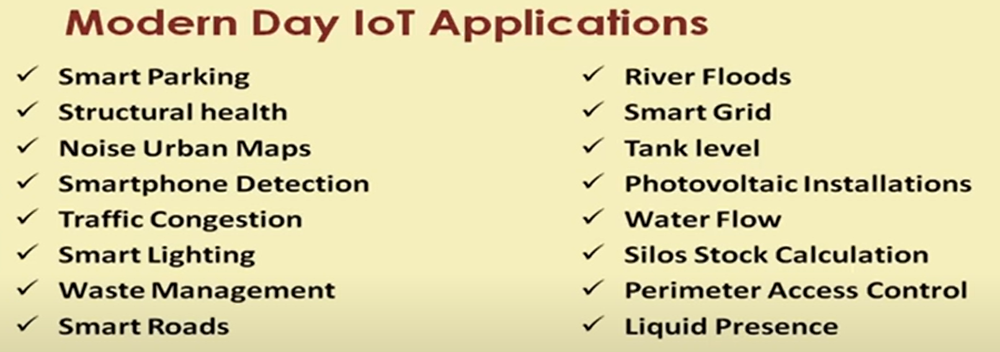 Modern Day IoT Applications
✓ Smart Parking
✓ Structural health
✓ Noise Urban Maps
✓ Smartphone Detection
✓ Traffic Congestion
✓ Smart Lighting
✓ Waste Management
✓ Smart Roads
✓ River Floods
✓ Smart Grid
✓ Tank level
✓ Photovoltaic Installations
✓ Water Flow
✓ Silos Stock Calculation
✓ Perimeter Access Control
✓ Liquid Presence